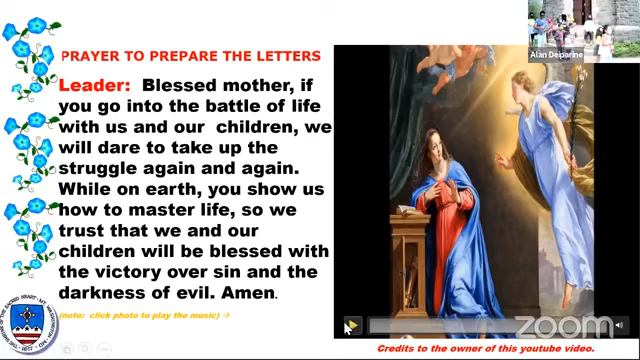 PRAYER TO PREPARE THE LETTERS
Leader: Blessed mother, if
you go into the battle of life
with us and our children, we
will dare to take up the
struggle again and again.
While on earth, you show us
how to master life, so we
trust that we and our
children will be blessed with
the victory over sin and the
darkness of evil. Amen.
(note: click photo to play the music)
Alan Deiparine
zoom
Credits to the owner of this youtube video.